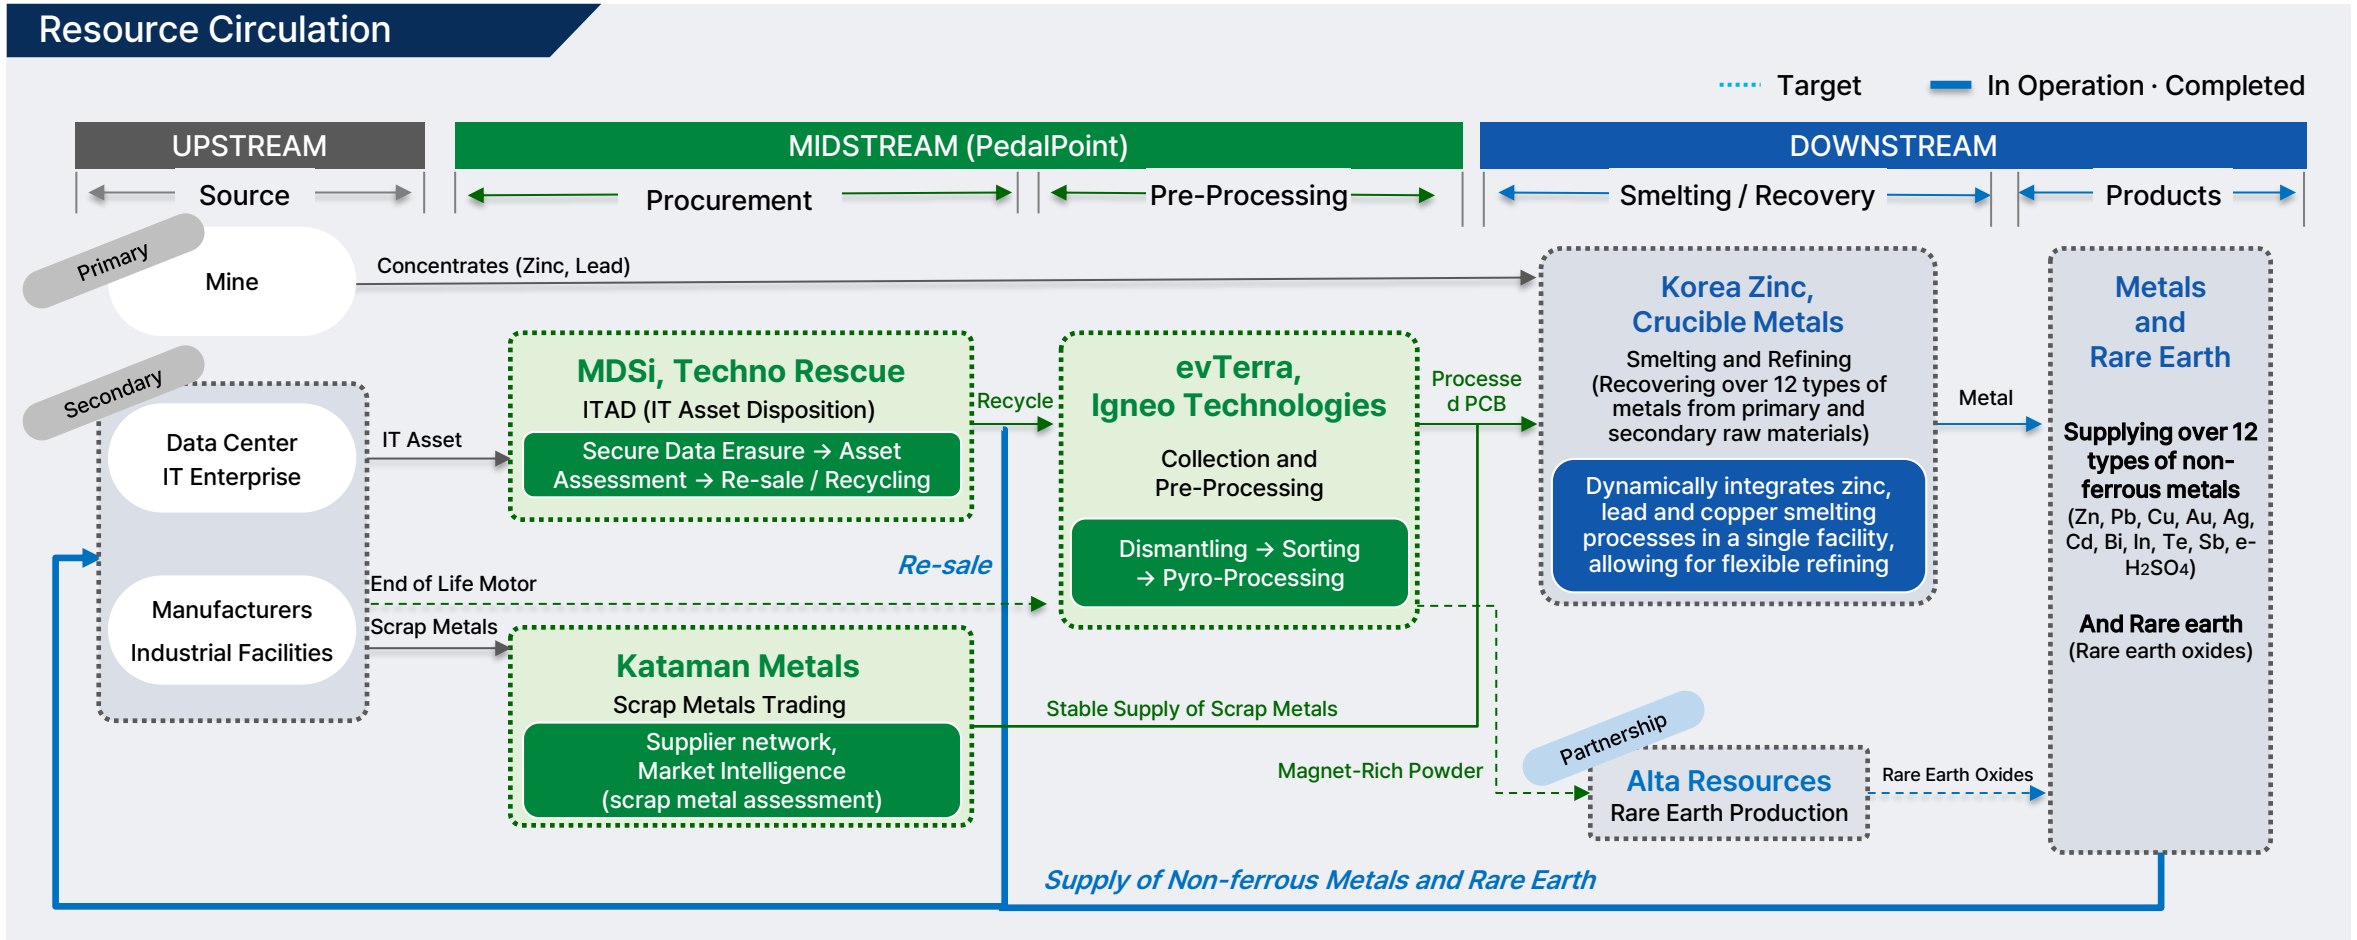 Resource Circulation
Target
In Operation · Completed
UPSTREAM
MIDSTREAM (PedalPoint)
DOWNSTREAM
Source
Procurement
Pre-Processing
Smelting / Recovery
Products
Primary
Mine
Concentrates (Zinc, Lead)
Secondary
Data Center
IT Enterprise
IT Asset
Manufacturers
Industrial Facilities
End of Life Motor
Scrap Metals
MDSi, Techno Rescue
ITAD (IT Asset Disposition)
Secure Data Erasure → Asset
Assessment → Re-sale / Recycling
Recycle
Re-sale
Kataman Metals
Scrap Metals Trading
Supplier network,
Market Intelligence
(scrap metal assessment)
evTerra,
Igneo Technologies
Collection and
Pre-Processing
Dismantling → Sorting
→ Pyro-Processing
Processe
d PCB
Stable Supply of Scrap Metals
Magnet-Rich Powder
Korea Zinc,
Crucible Metals
Smelting and Refining
(Recovering over 12 types of
metals from primary and
secondary raw materials)
Dynamically integrates zinc,
lead and copper smelting
processes in a single facility,
allowing for flexible refining
Metal
Partnership
Alta Resources
Rare Earth Production
Rare Earth Oxides
Metals
and
Rare Earth
Supplying over 12
types of non-
ferrous metals
(Zn, Pb, Cu, Au, Ag,
Cd, Bi, In, Te, Sb, e-
H2SO4)
And Rare earth
(Rare earth oxides)
Supply of Non-ferrous Metals and Rare Earth